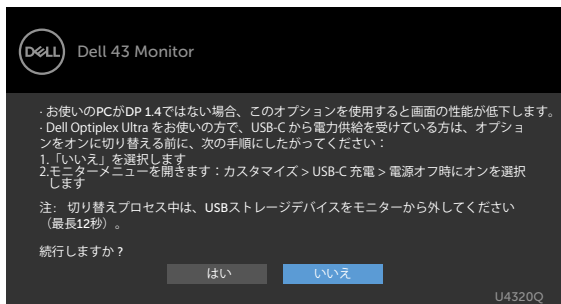 DELL Dell 43 Monitor
· お使いのPCがDP 1.4ではない場合、このオプションを使用すると画面の性能が低下します。
· Dell Optiplex Ultra をお使いの方で、USB-C から電力供給を受けている方は、オプショ
ンをオンに切り替える前に、次の手順にしたがってください：
1.「いいえ」を選択します
2.モニターメニューを開きます：カスタマイズ > USB-C 充電 > 電源オフ時にオンを選択
します
注: 切り替えプロセス中は、USBストレージデバイスをモニターから外してください
（最長12秒）。
続行しますか ?
はい いいえ
U4320Q